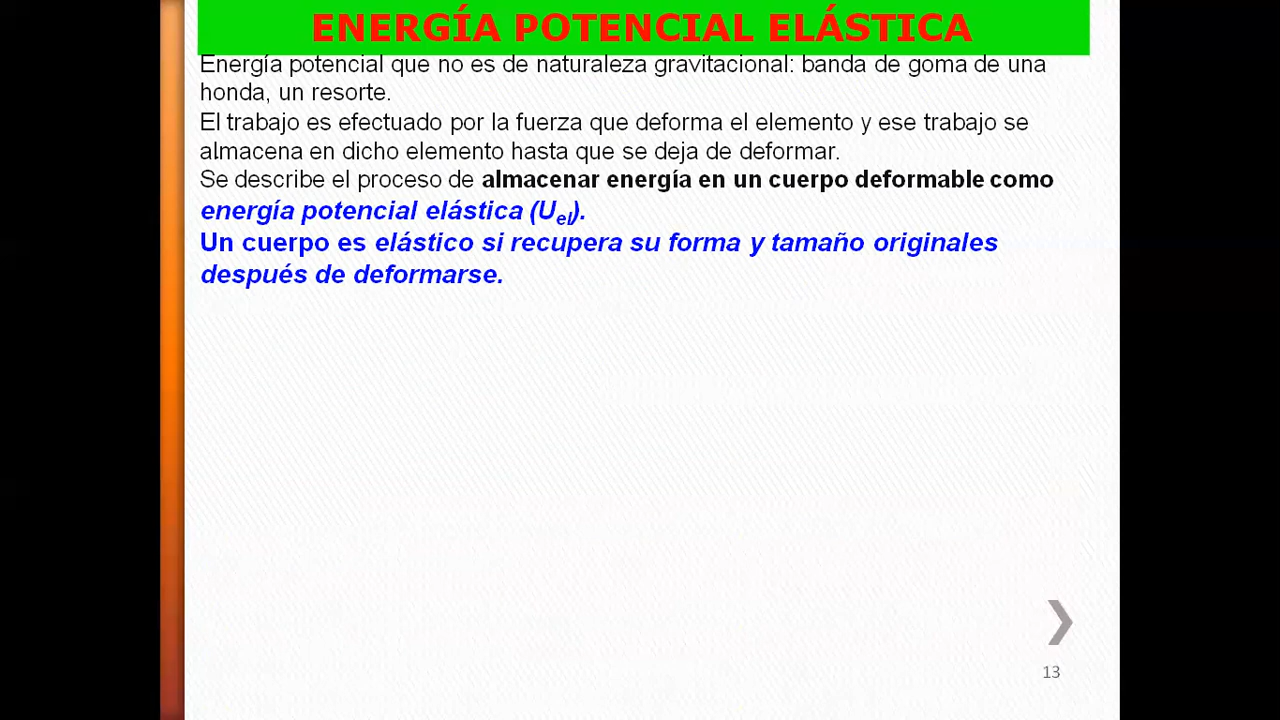 ENERGÍA POTENCIAL ELÁSTICA
Energía potencial que no es de naturaleza gravitacional: banda de goma de una
honda, un resorte.
El trabajo es efectuado por la fuerza que deforma el elemento y ese trabajo se
almacena en dicho elemento hasta que se deja de deformar.
Se describe el proceso de almacenar energía en un cuerpo deformable como
energía potencial elástica (Uel).
Un cuerpo es elástico si recupera su forma y tamaño originales
después de deformarse.
13